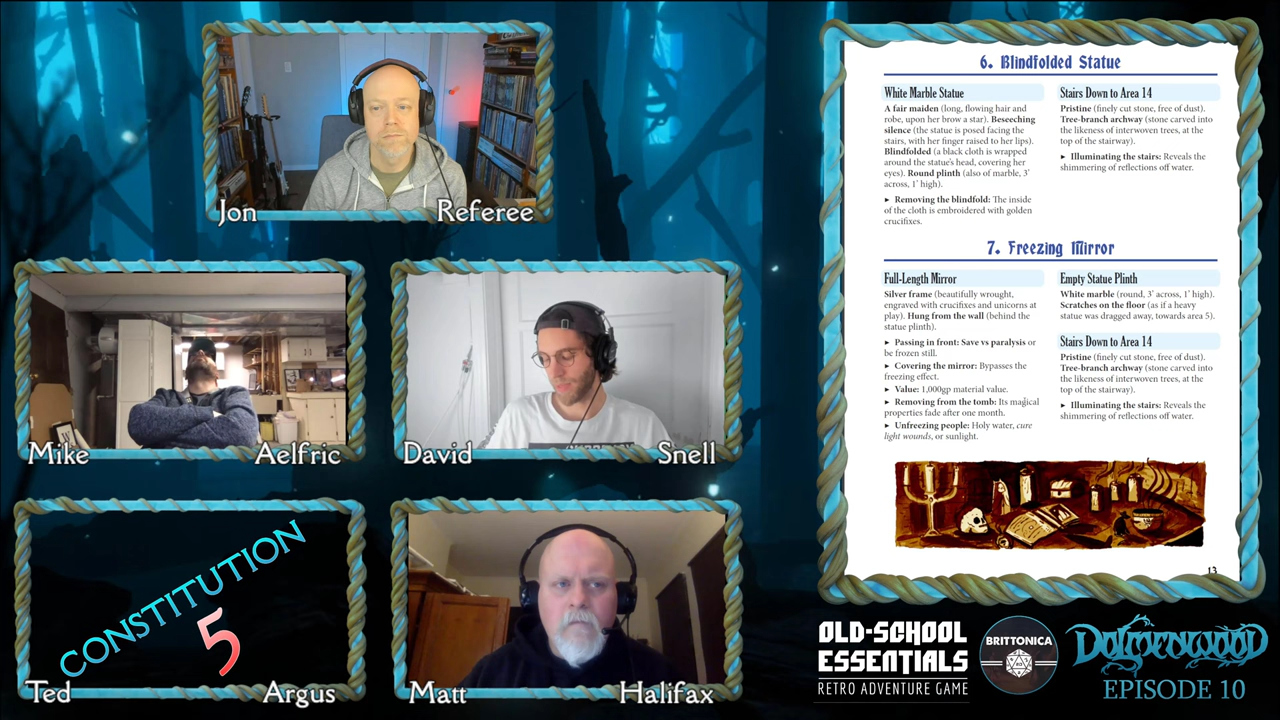 Jon
Referee
Mike
Aelfric
David
Snell
CONSTITUTION
5
Ted
Argus
Matt
Halifax
6. Blindfolded Statue
White Marble Statue
A fair maiden (long, flowing hair and
robe, upon her brow a star). Beseeching
silence (the statue is posed facing the
stairs, with her finger raised to her lips).
Blindfolded (a black cloth is wrapped
around the statue's head, covering her
eyes). Round plinth (also of marble, 3'
across, 1' high).
► Removing the blindfold: The inside
of the cloth is embroidered with golden
crucifixes.
Stairs Down to Area 14
Pristine (finely cut stone, free of dust).
Tree-branch archway (stone carved into
the likeness of interwoven trees, at the
top of the stairway).
► Illuminating the stairs: Reveals the
shimmering of reflections off water.
7. Freezing Mirror
Full-Length Mirror
Silver frame (beautifully wrought,
engraved with crucifixes and unicorns at
play). Hung from the wall (behind the
statue plinth).
► Passing in front: Save vs paralysis or
be frozen still.
► Covering the mirror: Bypasses the
freezing effect.
► Value: 1,000gp material value.
► Removing from the tomb: Its magical
properties fade after one month.
► Unfreezing people: Holy water, cure
light wounds, or sunlight.
Empty Statue Plinth
White marble (round, 3' across, 1' high).
Scratches on the floor (as if a heavy
statue was dragged away, towards area 5).
Stairs Down to Area 14
Pristine (finely cut stone, free of dust).
Tree-branch archway (stone carved into
the likeness of interwoven trees, at the
top of the stairway).
► Illuminating the stairs: Reveals the
shimmering of reflections off water.
13
OLD-SCHOOL
ESSENTIALS
RETRO ADVENTURE GAME
BRITTONICA
Dolmenwood
EPISODE 10